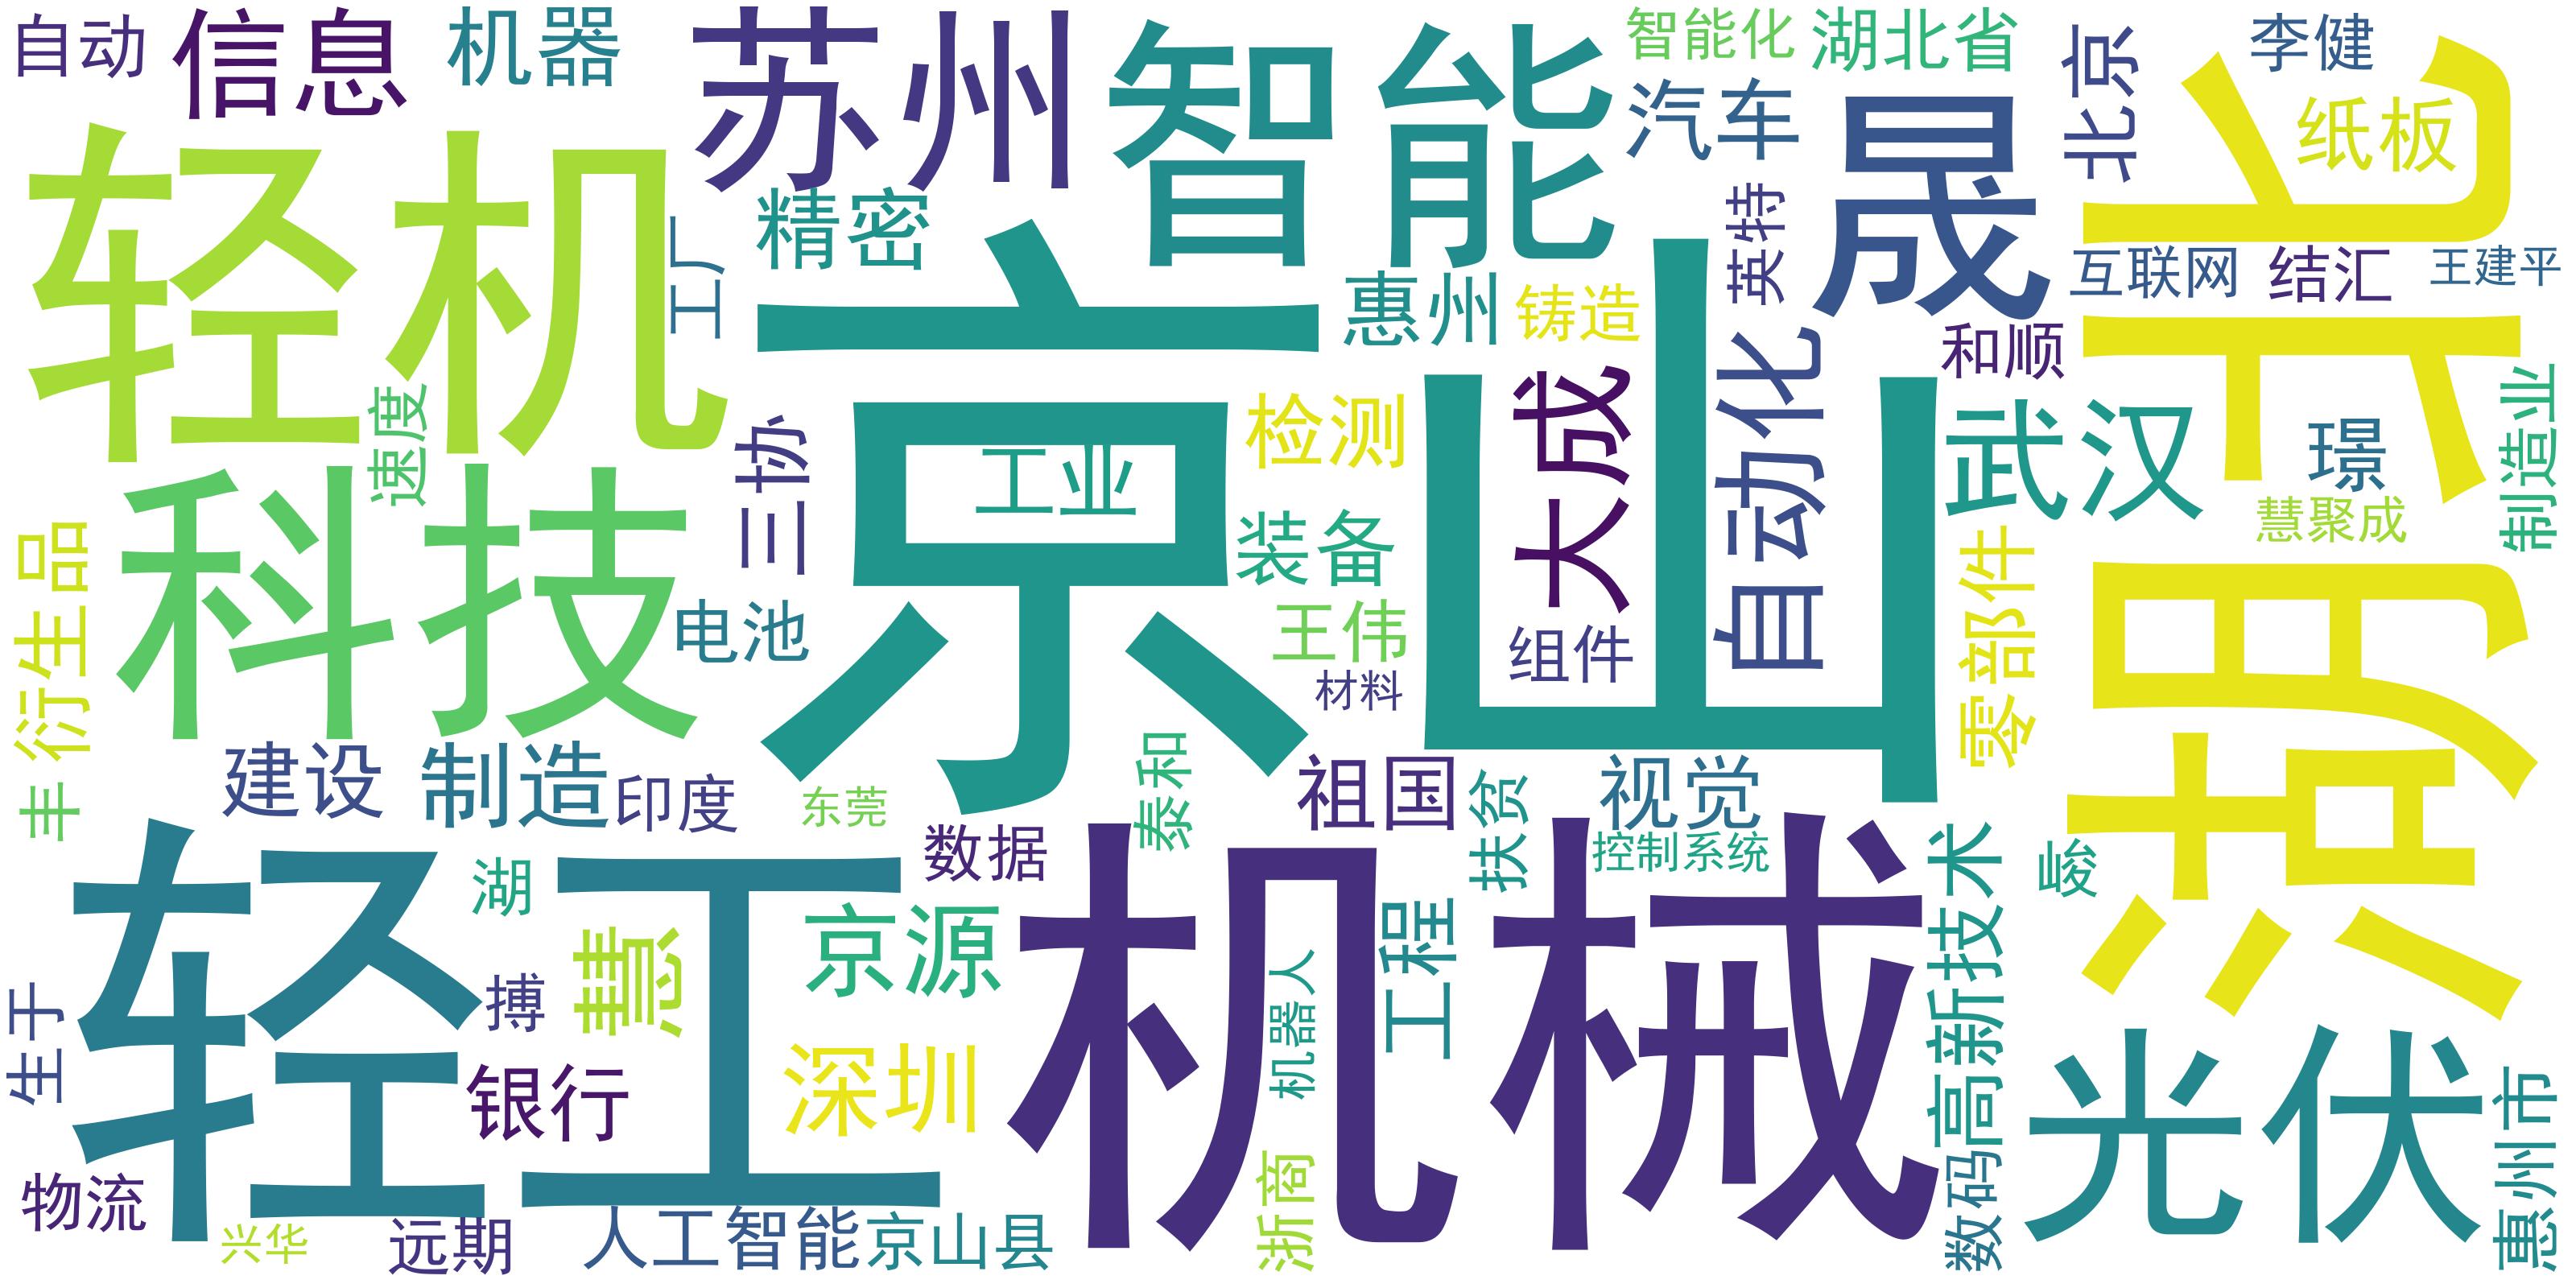 自动
信息
机器
苏州
智能
智能化
湖北省
北京
李健
汽车
纸板
轻机
晟
湖北
精密
工厂
英特
互联网
结汇
王建平
惠州
铸造
京山
和顺
自动化
大成
速度
三协
检测
武汉
璟
制造业
工业
科技
慧聚成
装备
衍生品
零部件
电池
王伟
组件
材料
建设
制造
印度
东莞
泰和
祖国
扶贫
视觉
丰
数据
控制系统
高新技术
峻
轻工
机械
湖
慧
京源
工程
机器人
搏
生于
光伏
银行
深圳
惠州市
物流
浙商
数码
兴华
远期
人工智能
京山县